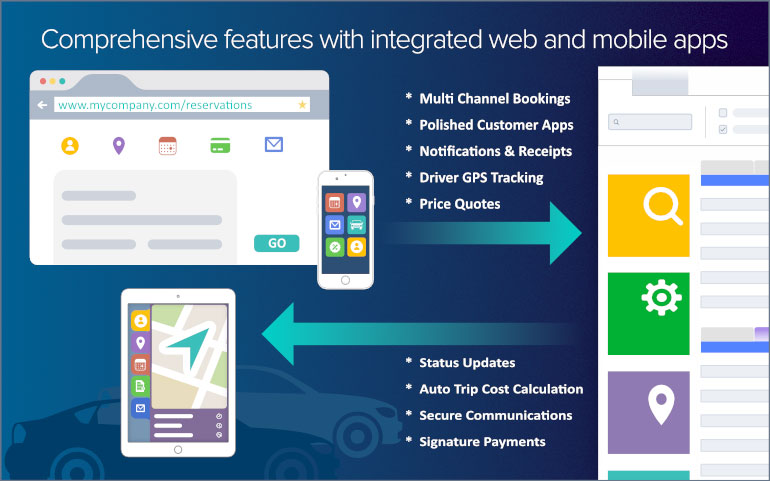 Comprehensive features with integrated web and mobile apps
www.mycompany.com/reservations
* Multi Channel Bookings
* Polished Customer Apps
* Notifications & Receipts
* Driver GPS Tracking
* Price Quotes
GO
* Status Updates
* Auto Trip Cost Calculation
* Secure Communications
* Signature Payments